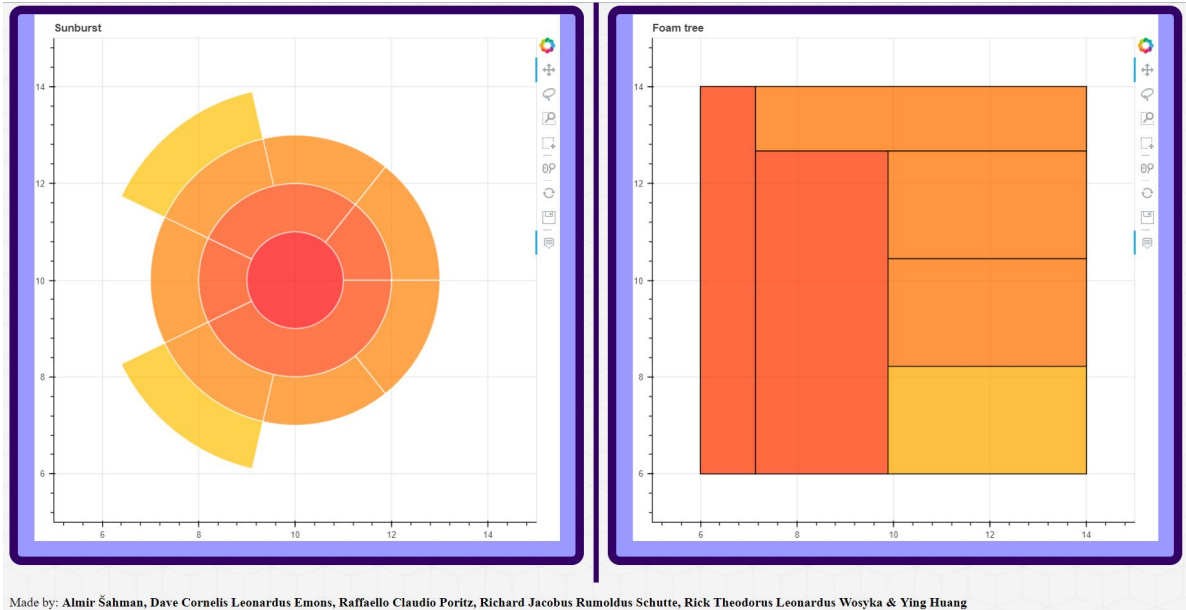 Sunburst
14
12
10
8
6
6 8 10 12 14
Foam tree
14
12
10
8
6
6 8 10 12 14
Made by: Almir Šahman, Dave Cornelis Leonardus Emons, Raffaello Claudio Poritz, Richard Jacobus Rumoldus Schutte, Rick Theodorus Leonardus Wosyka & Ying Huang